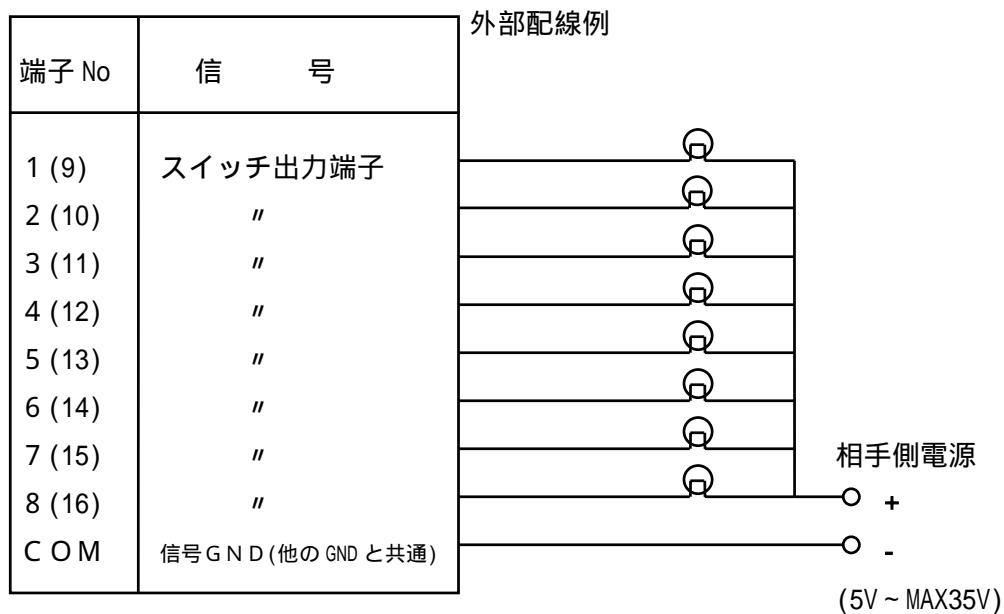 外部配線例
端子 No 信 号
1 (9) スイッチ出力端子
2 (10) 〃
3 (11) 〃
4 (12) 〃
5 (13) 〃
6 (14) 〃
7 (15) 〃
8 (16) 〃
COM 信号GND(他の GND と共通)
相手側電源
+
-
(5V ~ MAX35V)